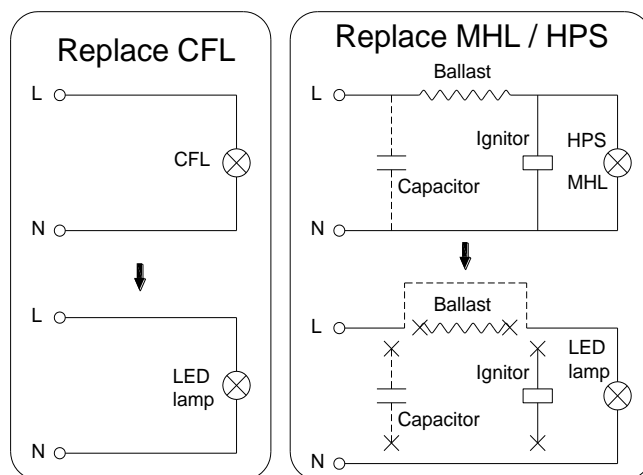 Replace CFL
L
CFL
N
L
LED
lamp
N
Replace MHL / HPS
Ballast
L
Ignitor
HPS
MHL
Capacitor
N
Ballast
L
Ignitor
LED
lamp
Capacitor
N